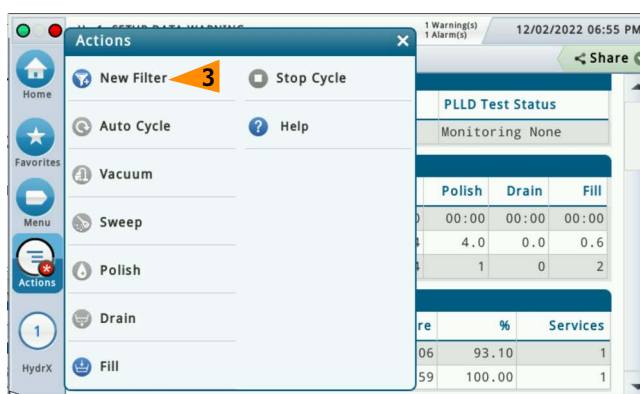 1 Warning(s)
1 Alarm(s)
12/02/2022 06:55 PM
Actions
×
Share
Home
New Filter
3
Stop Cycle
PLLD Test Status
Auto Cycle
Help
Monitoring None
Favorites
Vacuum
Polish Drain Fill
Menu
Sweep
00:00 00:00 00:00
4.0 0.0 0.6
Polish
1 0 2
Actions
Drain
1
re % Services
06 93.10 1
HydrX
Fill
59 100.00 1